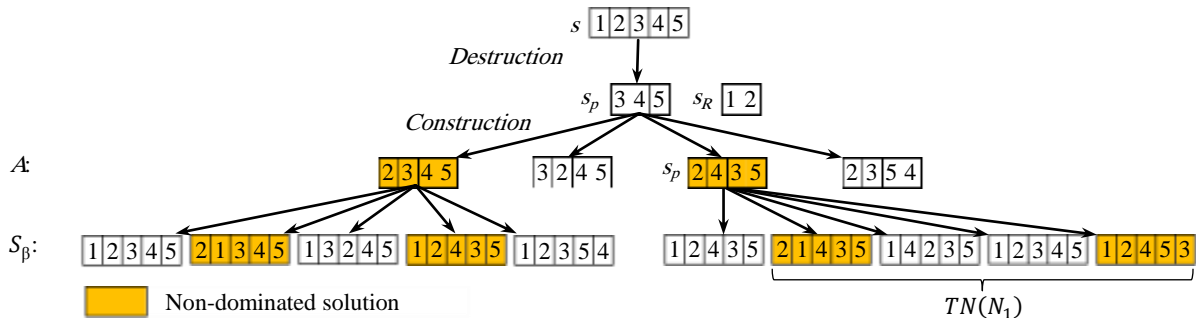 s 1 2 3 4 5
Destruction
s_p 3 4 5 s_R 1 2
Construction
A: 2 3 4 5 3 2 4 5 s_p 2 4 3 5 2 3 5 4
S_β: 1 2 3 4 5 2 1 3 4 5 1 3 2 4 5 1 2 4 3 5 1 2 3 5 4 1 2 4 3 5 2 1 4 3 5 1 4 2 3 5 1 2 3 4 5 1 2 4 5 3
Non-dominated solution
TN(N_1)